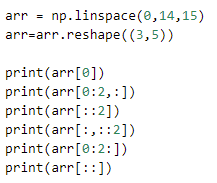 arr = np.linspace(0,14,15)
arr=arr.reshape((3,5))
print(arr[0])
print(arr[0:2,:])
print(arr[::2])
print(arr[:,::2])
print(arr[0:2:])
print(arr[::])